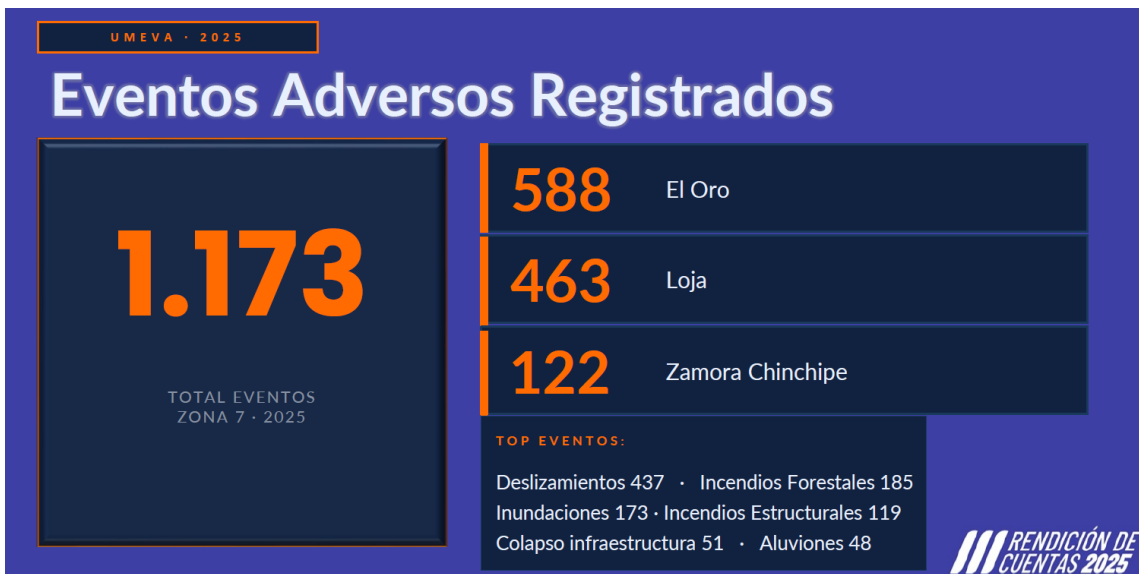 UMEVA · 2025
Eventos Adversos Registrados
1.173
TOTAL EVENTOS
ZONA 7 · 2025
588 El Oro
463 Loja
122 Zamora Chinchipe
TOP EVENTOS:
Deslizamientos 437 · Incendios Forestales 185
Inundaciones 173 · Incendios Estructurales 119
Colapso infraestructura 51 · Aluviones 48
RENDICIÓN DE
CUENTAS 2025